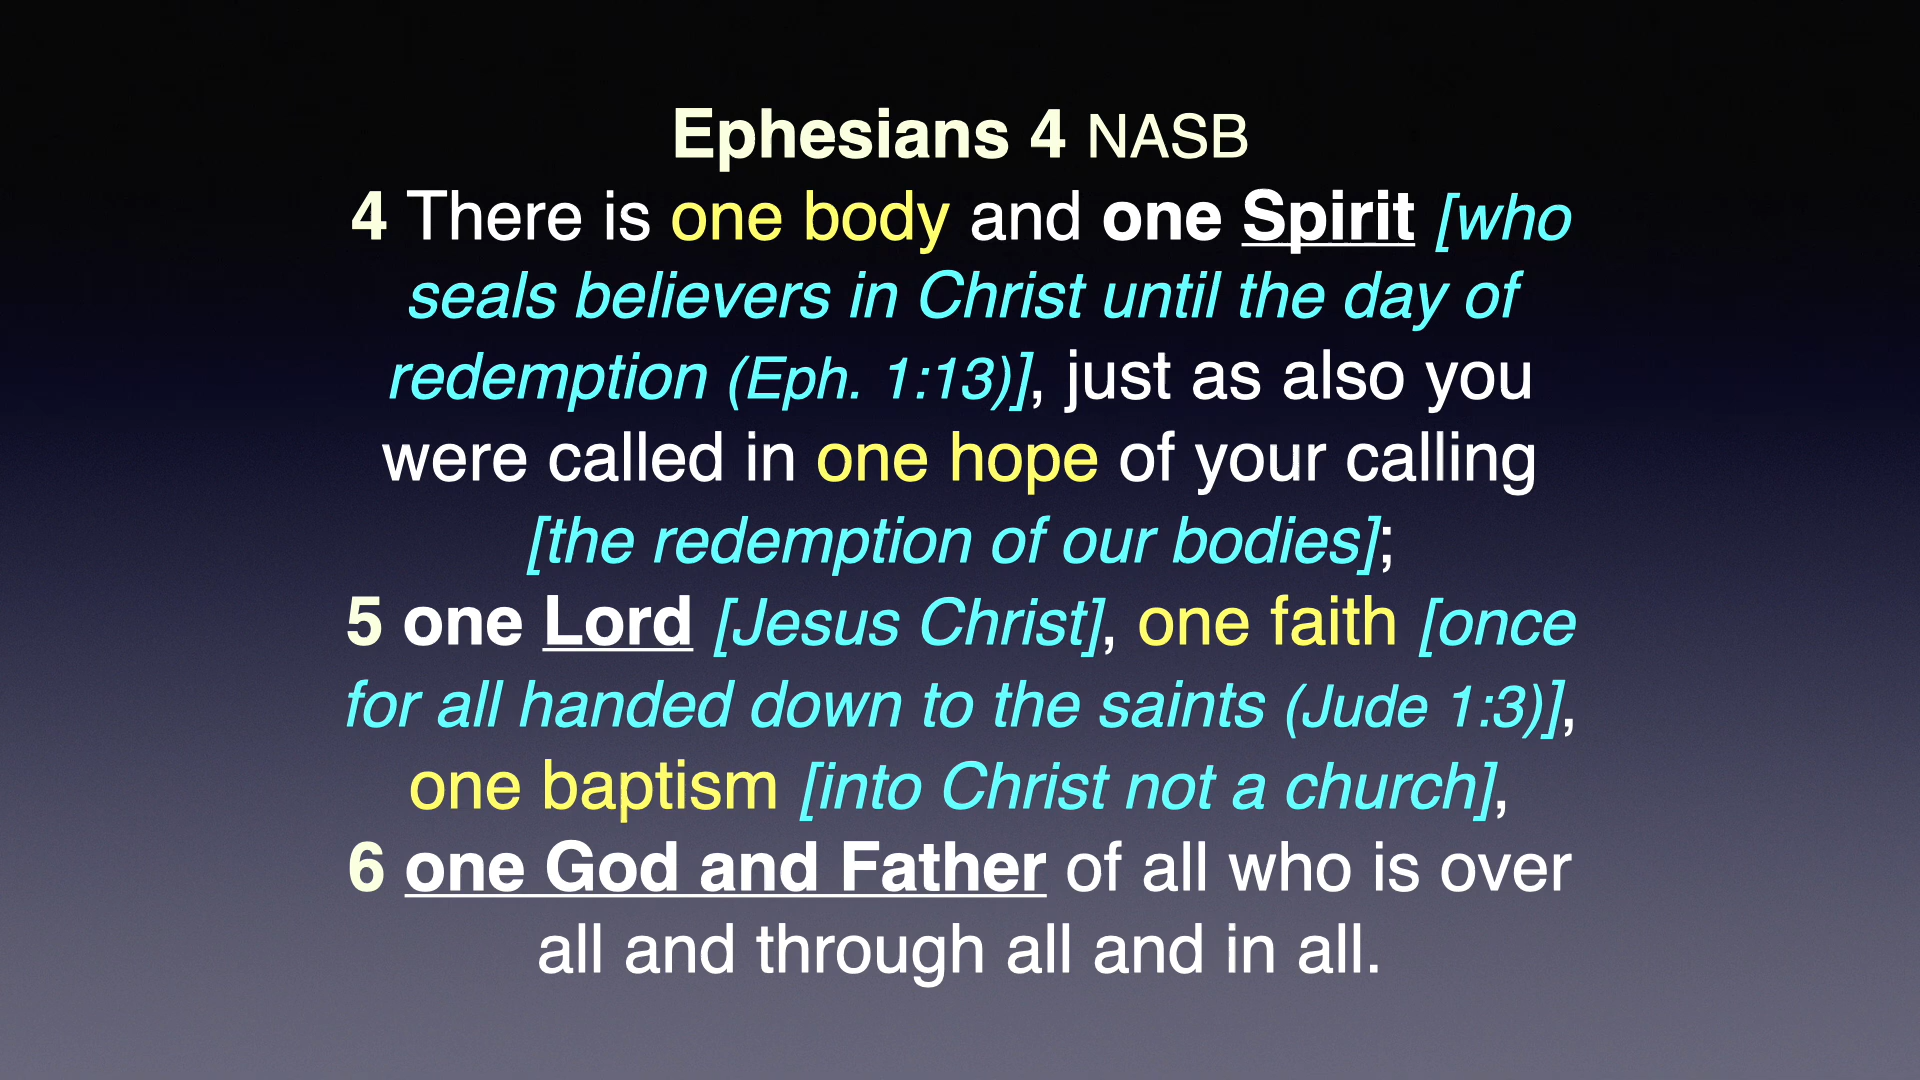 Ephesians 4 NASB
4 There is one body and one Spirit [who
seals believers in Christ until the day of
redemption (Eph. 1:13)], just as also you
were called in one hope of your calling
[the redemption of our bodies];
5 one Lord [Jesus Christ], one faith [once
for all handed down to the saints (Jude 1:3)],
one baptism [into Christ not a church],
6 one God and Father of all who is over
all and through all and in all.